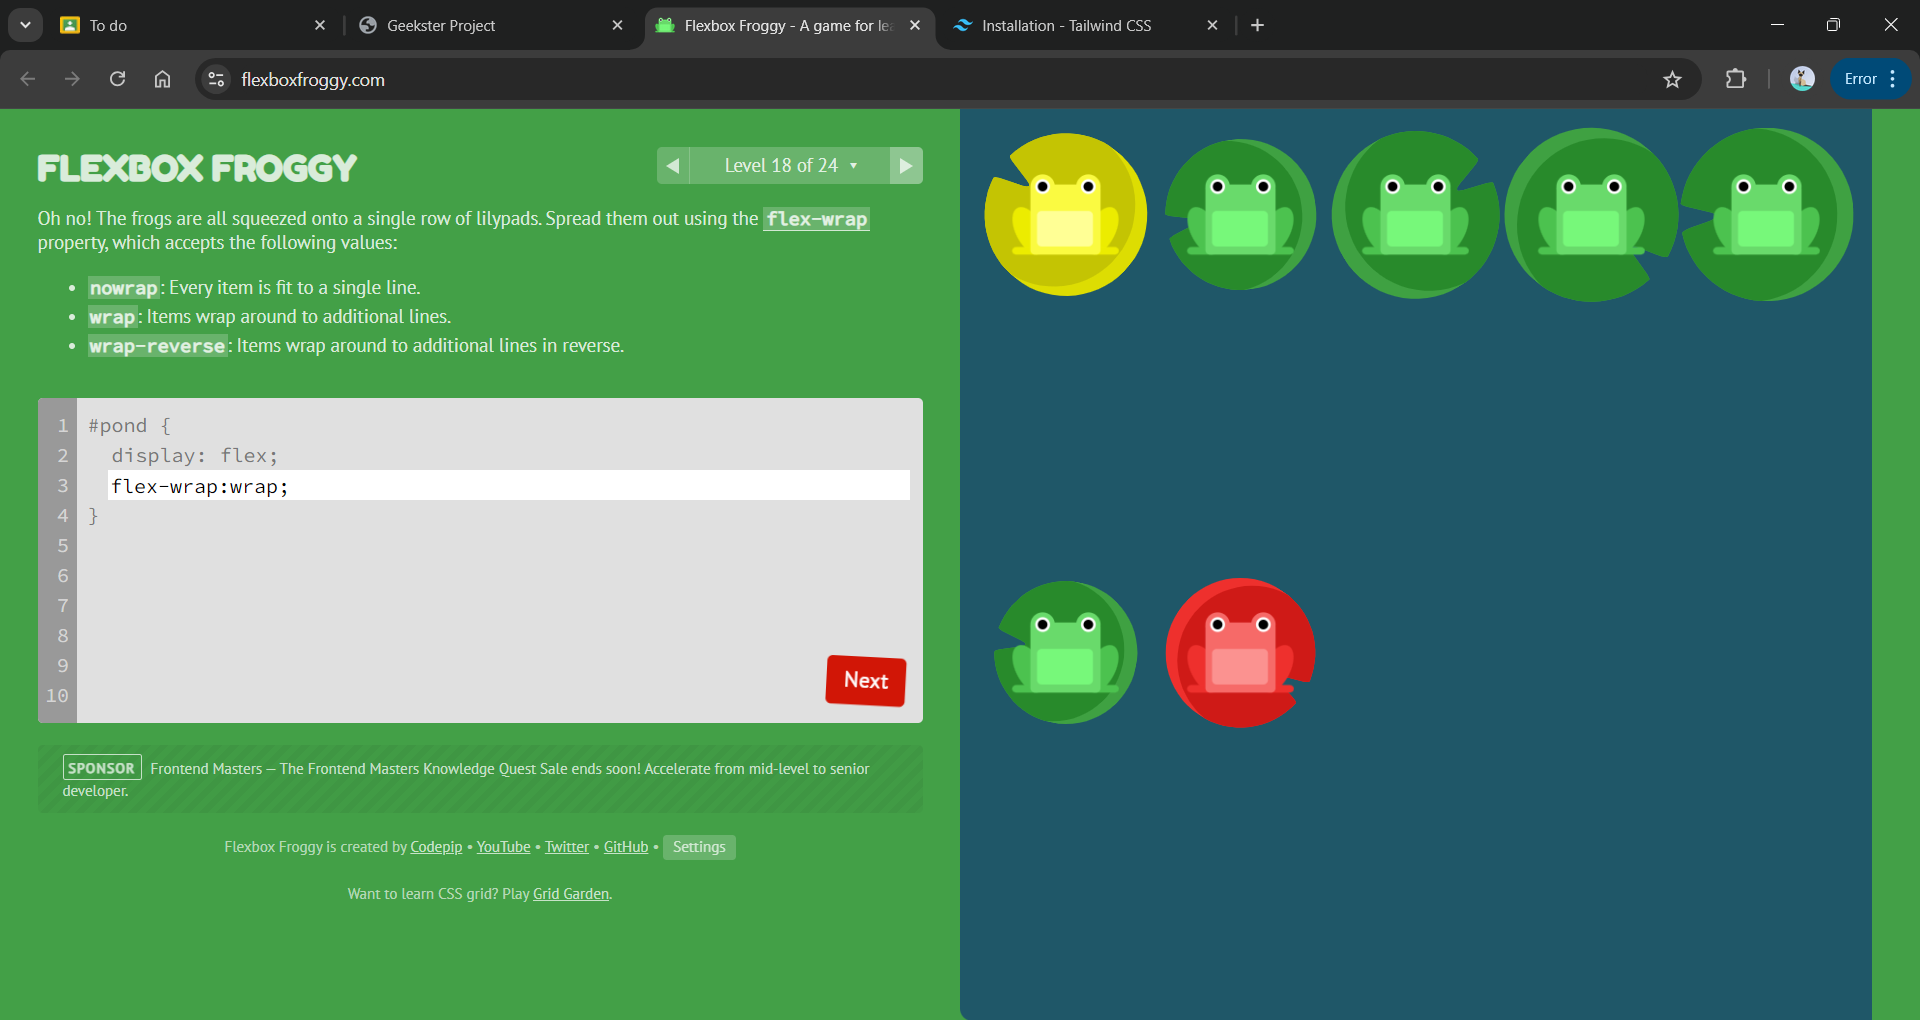 To do
Geekster Project
Flexbox Froggy - A game for le
Installation - Tailwind CSS
flexboxfroggy.com
Error
FLEXBOX FROGGY
Level 18 of 24
Oh no! The frogs are all squeezed onto a single row of lilypads. Spread them out using the flex-wrap
property, which accepts the following values:
• nowrap: Every item is fit to a single line.
• wrap: Items wrap around to additional lines.
• wrap-reverse: Items wrap around to additional lines in reverse.
1 #pond {
2 display: flex;
3 flex-wrap:wrap;
4 }
5
6
7
8
9
10
Next
SPONSOR Frontend Masters — The Frontend Masters Knowledge Quest Sale ends soon! Accelerate from mid-level to senior
developer.
Flexbox Froggy is created by Codepip • YouTube • Twitter • GitHub • Settings
Want to learn CSS grid? Play Grid Garden.